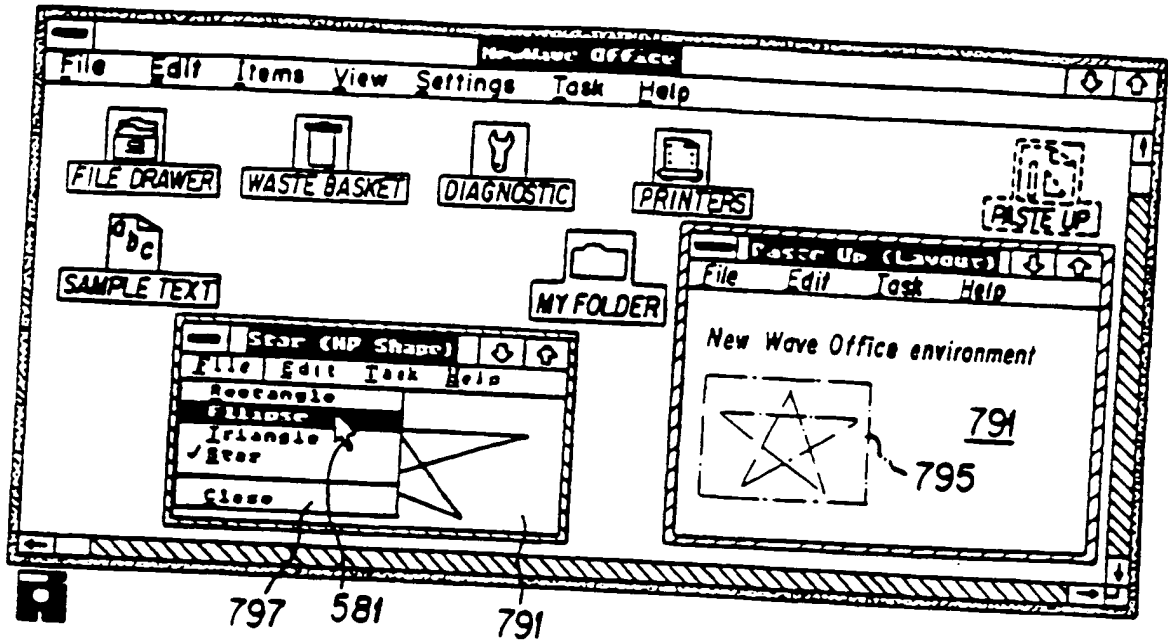 NewWave Office
File Edit Items View Settings Task Help
FILE DRAWER WASTE BASKET DIAGNOSTIC PRINTERS PASTE UP
abc
SAMPLE TEXT MY FOLDER
Paste Up (Layout)
File Edit Task Help
New Wave Office environment
791
795
Star (HP Shape)
File Edit Task Help
Rectangle
Ellipse
Triangle
✓ Star
Close
797 581 791